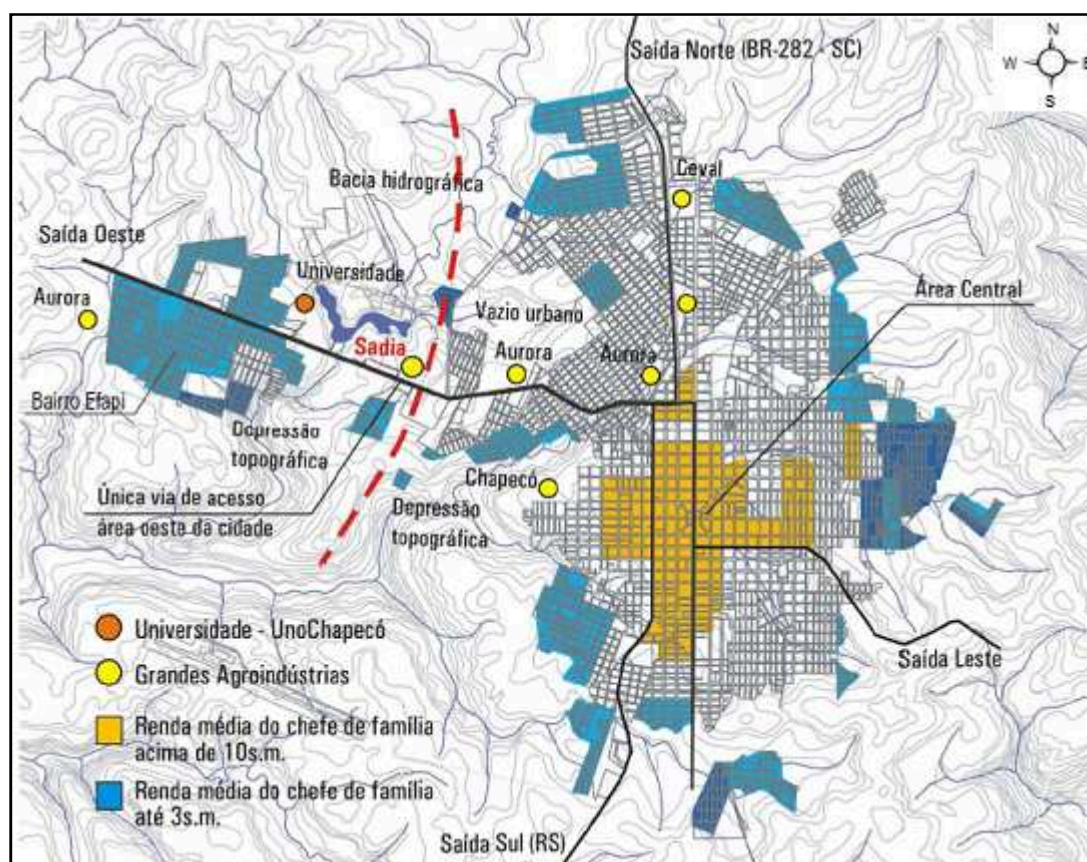 Saída Norte (BR-282 - SC)
N
W
E
S
Bacia hidrográfica
Ceval
Saída Oeste
Universidade
Área Central
Aurora
Vazio urbano
Sadia
Aurora
Aurora
Bairro Efapi
Depressão
topográfica
Chapecó
Única via de acesso
área oeste da cidade
Depressão
topográfica
Universidade - UnoChapecó
Grandes Agroindústrias
Saída Leste
Renda média do chefe de família
acima de 10s.m.
Renda média do chefe de família
até 3s.m.
Saída Sul (RS)